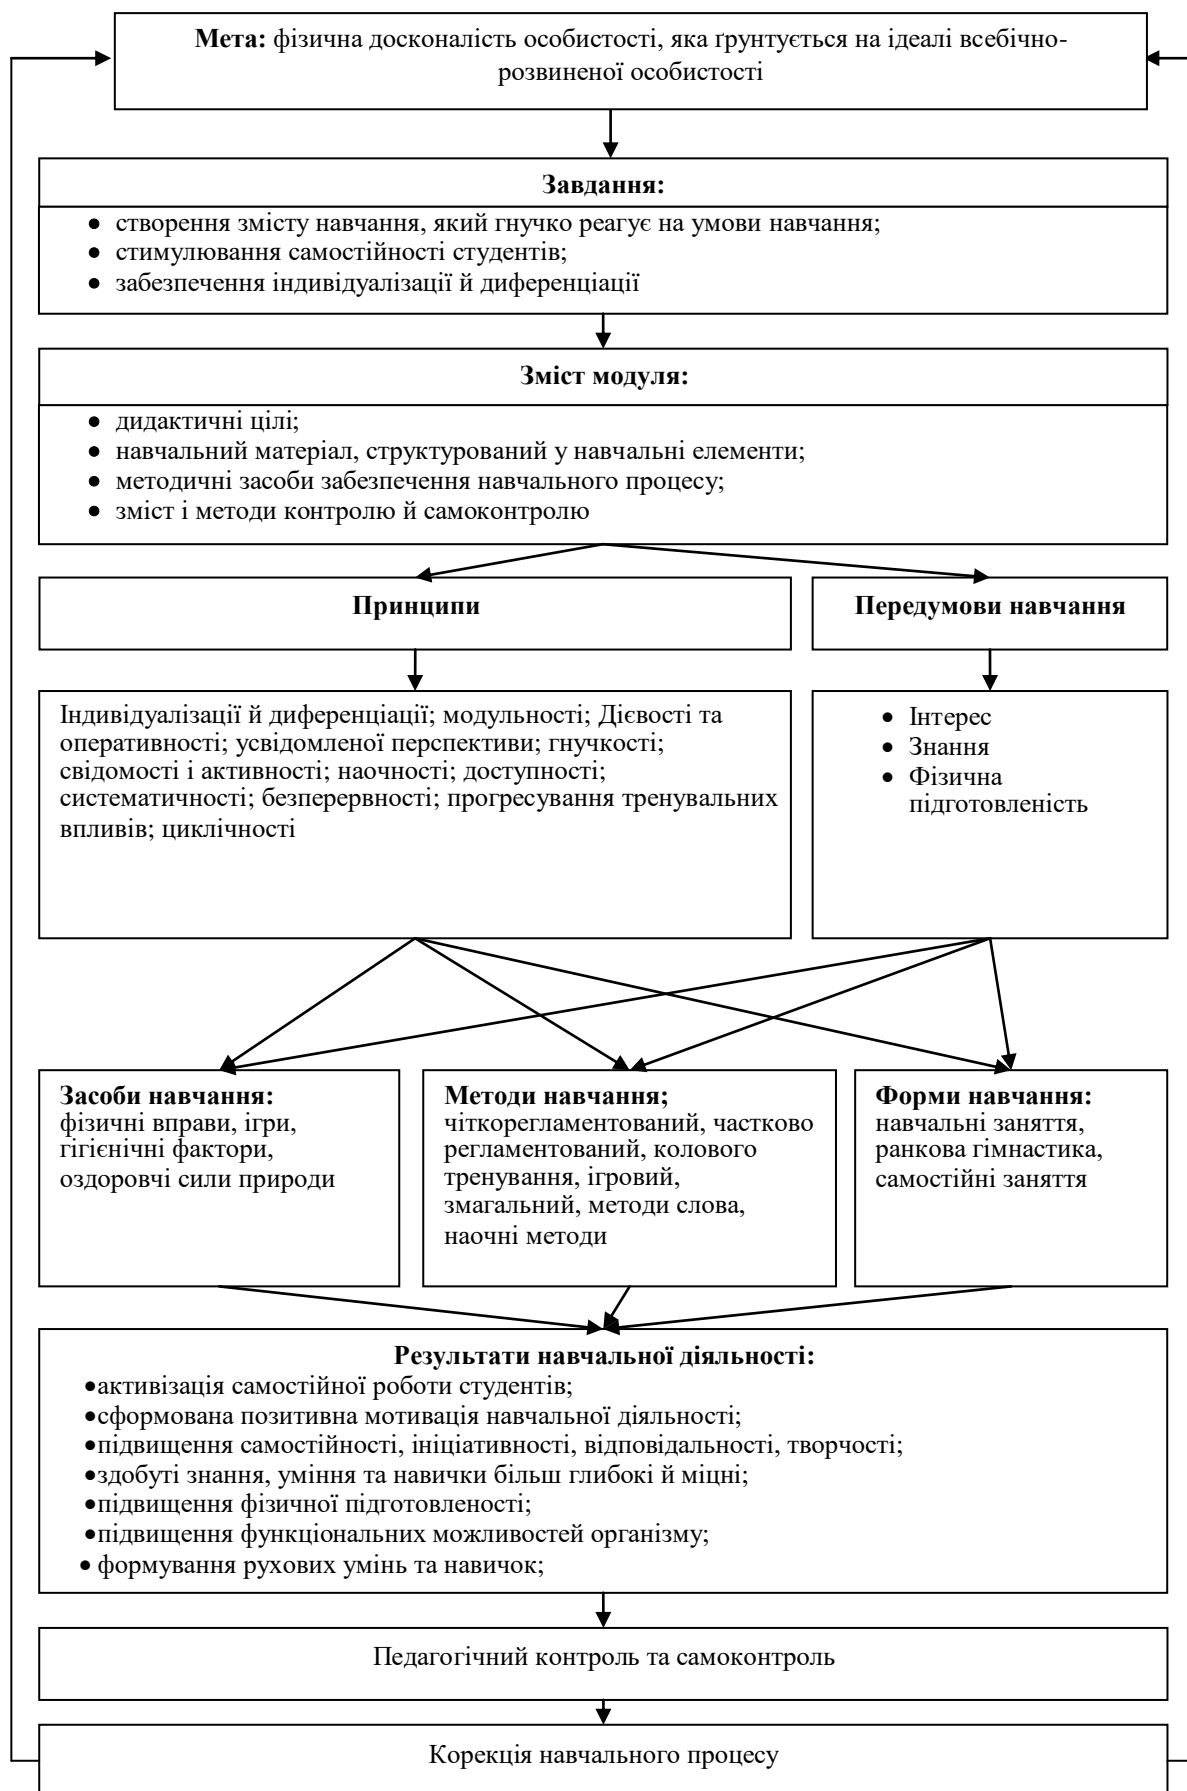 Мета: фізична досконалість особистості, яка ґрунтується на ідеалі всебічно-
розвиненої особистості
Завдання:
• створення змісту навчання, який гнучко реагує на умови навчання;
• стимулювання самостійності студентів;
• забезпечення індивідуалізації й диференціації
Зміст модуля:
• дидактичні цілі;
• навчальний матеріал, структурований у навчальні елементи;
• методичні засоби забезпечення навчального процесу;
• зміст і методи контролю й самоконтролю
Принципи
Передумови навчання
Індивідуалізації й диференціації; модульності; Дієвості та
оперативності; усвідомленої перспективи; гнучкості;
свідомості і активності; наочності; доступності;
систематичності; безперервності; прогресування тренувальних
впливів; циклічності
• Інтерес
• Знання
• Фізична
підготовленість
Засоби навчання:
фізичні вправи, ігри,
гігієнічні фактори,
оздоровчі сили природи
Методи навчання;
чіткорегламентований, частково
регламентований, колового
тренування, ігровий,
змагальний, методи слова,
наочні методи
Форми навчання:
навчальні заняття,
ранкова гімнастика,
самостійні заняття
Результати навчальної діяльності:
•активізація самостійної роботи студентів;
•сформована позитивна мотивація навчальної діяльності;
•підвищення самостійності, ініціативності, відповідальності, творчості;
•здобуті знання, уміння та навички більш глибокі й міцні;
•підвищення фізичної підготовленості;
•підвищення функціональних можливостей організму;
• формування рухових умінь та навичок;
Педагогічний контроль та самоконтроль
Корекція навчального процесу